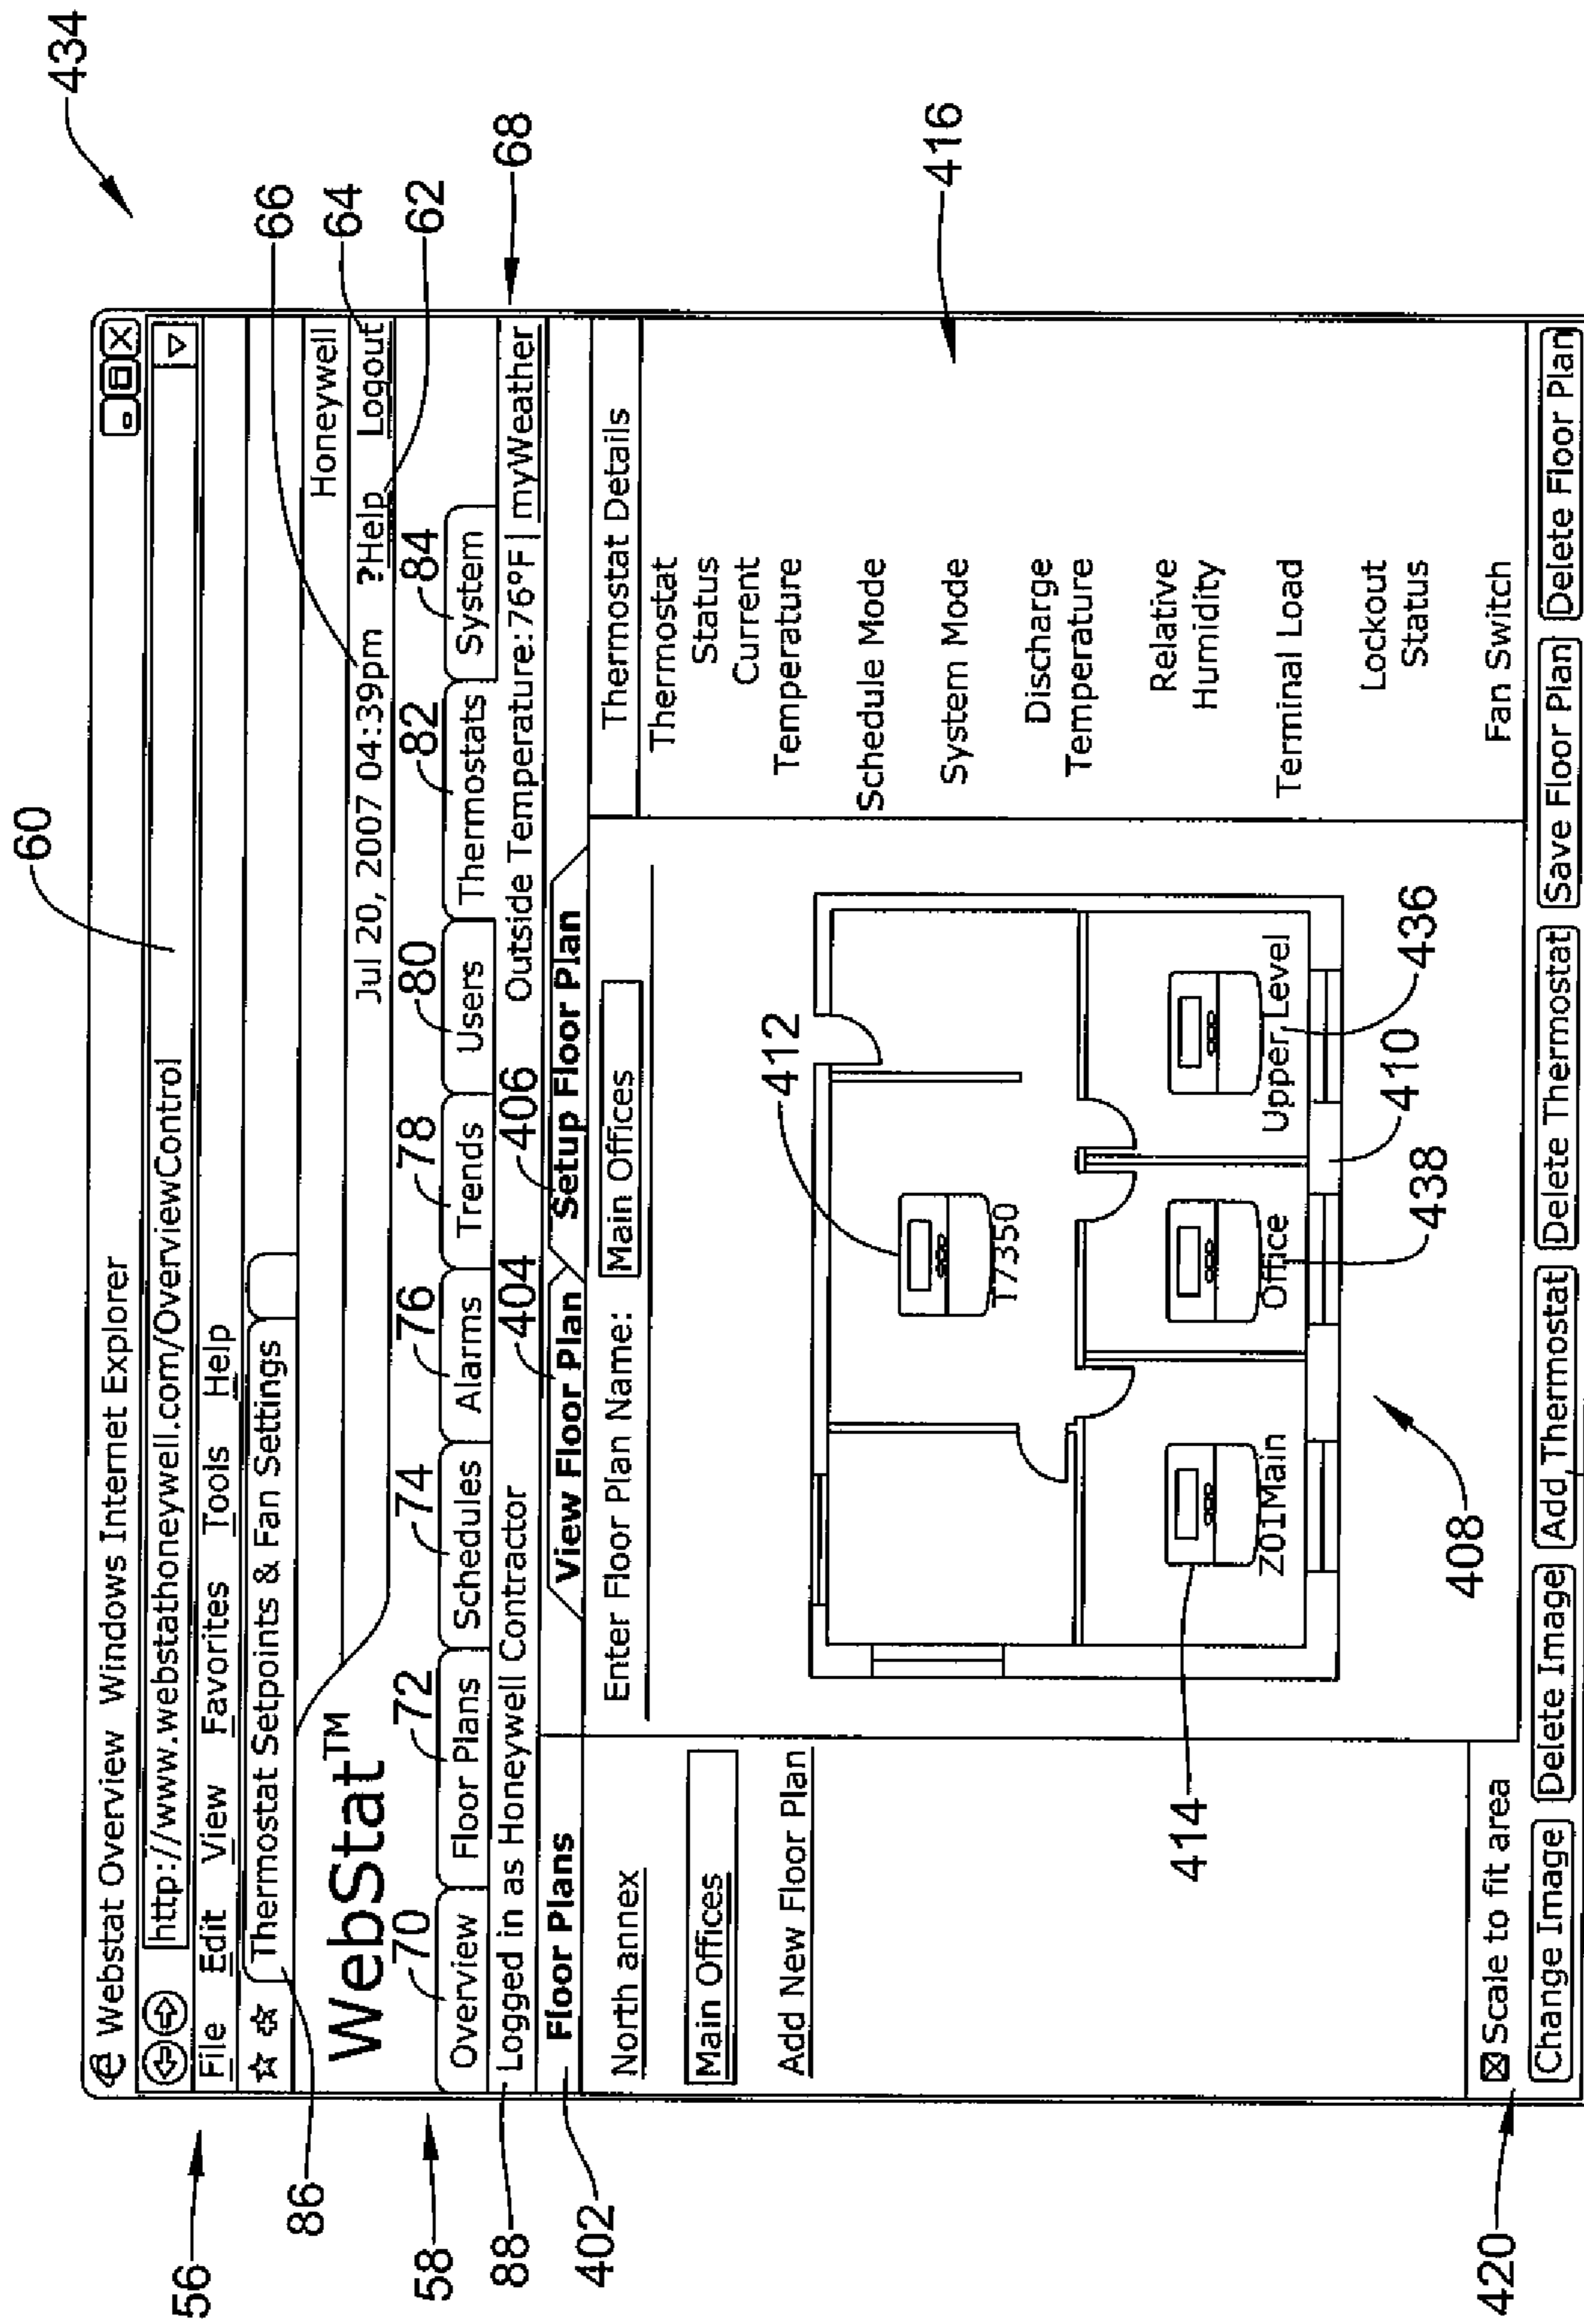 434
60
66
64
62
68
416
56
58
86
88
402
420
Webstat Overview Windows Internet Explorer
http://www.webstathoneywell.com/OverviewControl
File Edit View Favorites Tools Help
Thermostat Setpoints & Fan Settings
Honeywell
WebStat™
Jul 20, 2007 04:39pm ?Help Logout
70 72 74 76 78 80 82 84
Overview Floor Plans Schedules Alarms Trends Users Thermostats System
Logged in as Honeywell Contractor 404 406 Outside Temperature:76°F | myWeather
Floor Plans View Floor Plan Setup Floor Plan
North annex
Main Offices
Add New Floor Plan
Enter Floor Plan Name: Main Offices
412
T7350
Z01Main
Office
Upper Level
414
408
438
410
436
Thermostat Details
Thermostat
Status
Current
Temperature
Schedule Mode
System Mode
Discharge
Temperature
Relative
Humidity
Terminal Load
Lockout
Status
Fan Switch
Scale to fit area
Change Image Delete Image Add Thermostat Delete Thermostat Save Floor Plan Delete Floor Plan